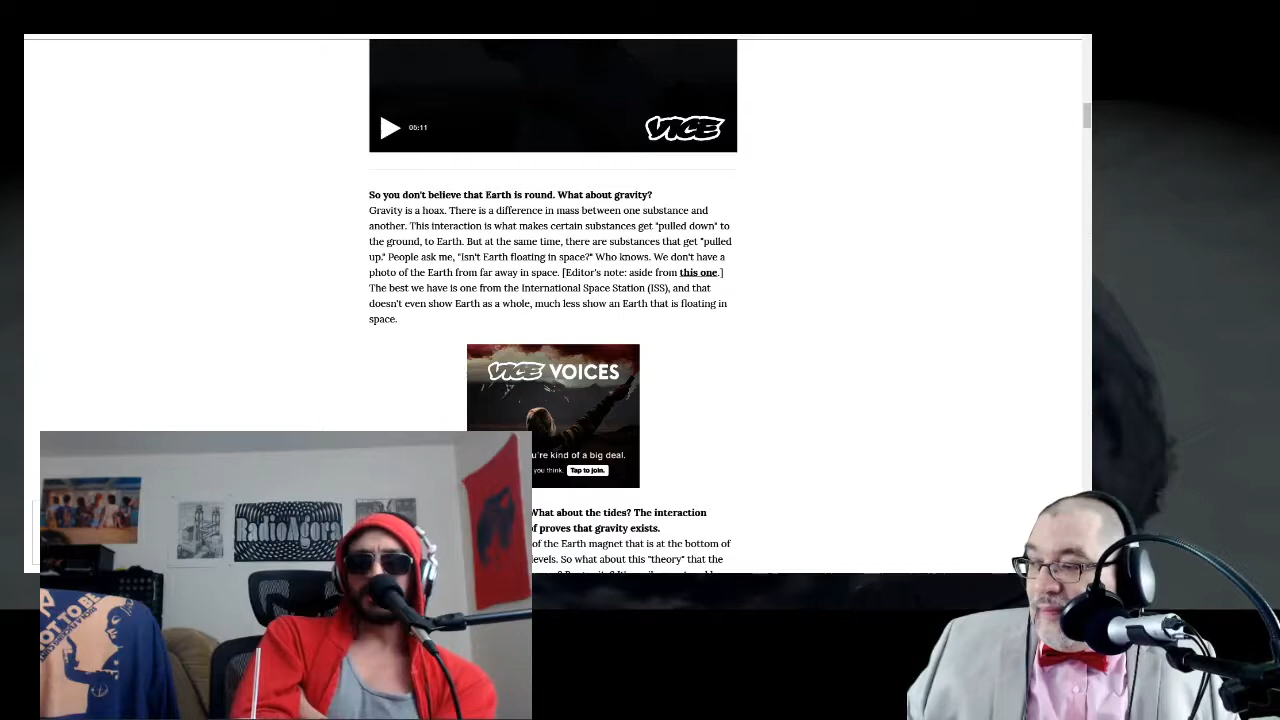 05:11
VICE
So you don't believe that Earth is round. What about gravity?
Gravity is a hoax. There is a difference in mass between one substance and
another. This interaction is what makes certain substances get "pulled down" to
the ground, to Earth. But at the same time, there are substances that get "pulled
up." People ask me, "Isn't Earth floating in space?" Who knows. We don't have a
photo of the Earth from far away in space. [Editor's note: aside from this one.]
The best we have is one from the International Space Station (ISS), and that
doesn't even show Earth as a whole, much less show an Earth that is floating in
space.
VICE VOICES
're kind of a big deal.
you think. Tap to join.
What about the tides? The interaction
of proves that gravity exists.
of the Earth magnet that is at the bottom of
levels. So what about this "theory" that the
OT TO BE